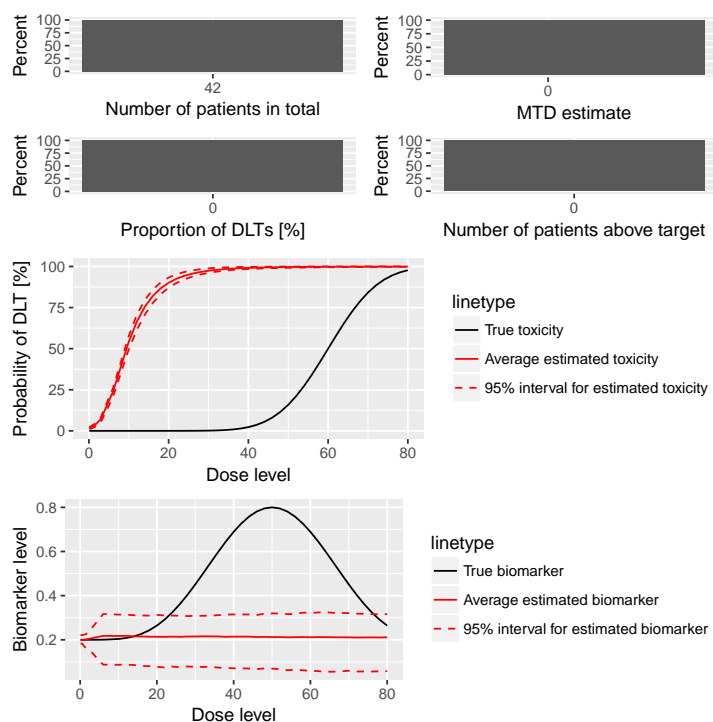 Percent
100
75
50
25
0
42
Number of patients in total
Percent
100
75
50
25
0
0
MTD estimate
Percent
100
75
50
25
0
0
Proportion of DLTs [%]
Percent
100
75
50
25
0
0
Number of patients above target
Probability of DLT [%]
100
75
50
25
0
0 20 40 60 80
Dose level
linetype
True toxicity
Average estimated toxicity
95% interval for estimated toxicity
Biomarker level
0.8
0.6
0.4
0.2
0 20 40 60 80
Dose level
linetype
True biomarker
Average estimated biomarker
95% interval for estimated biomarker